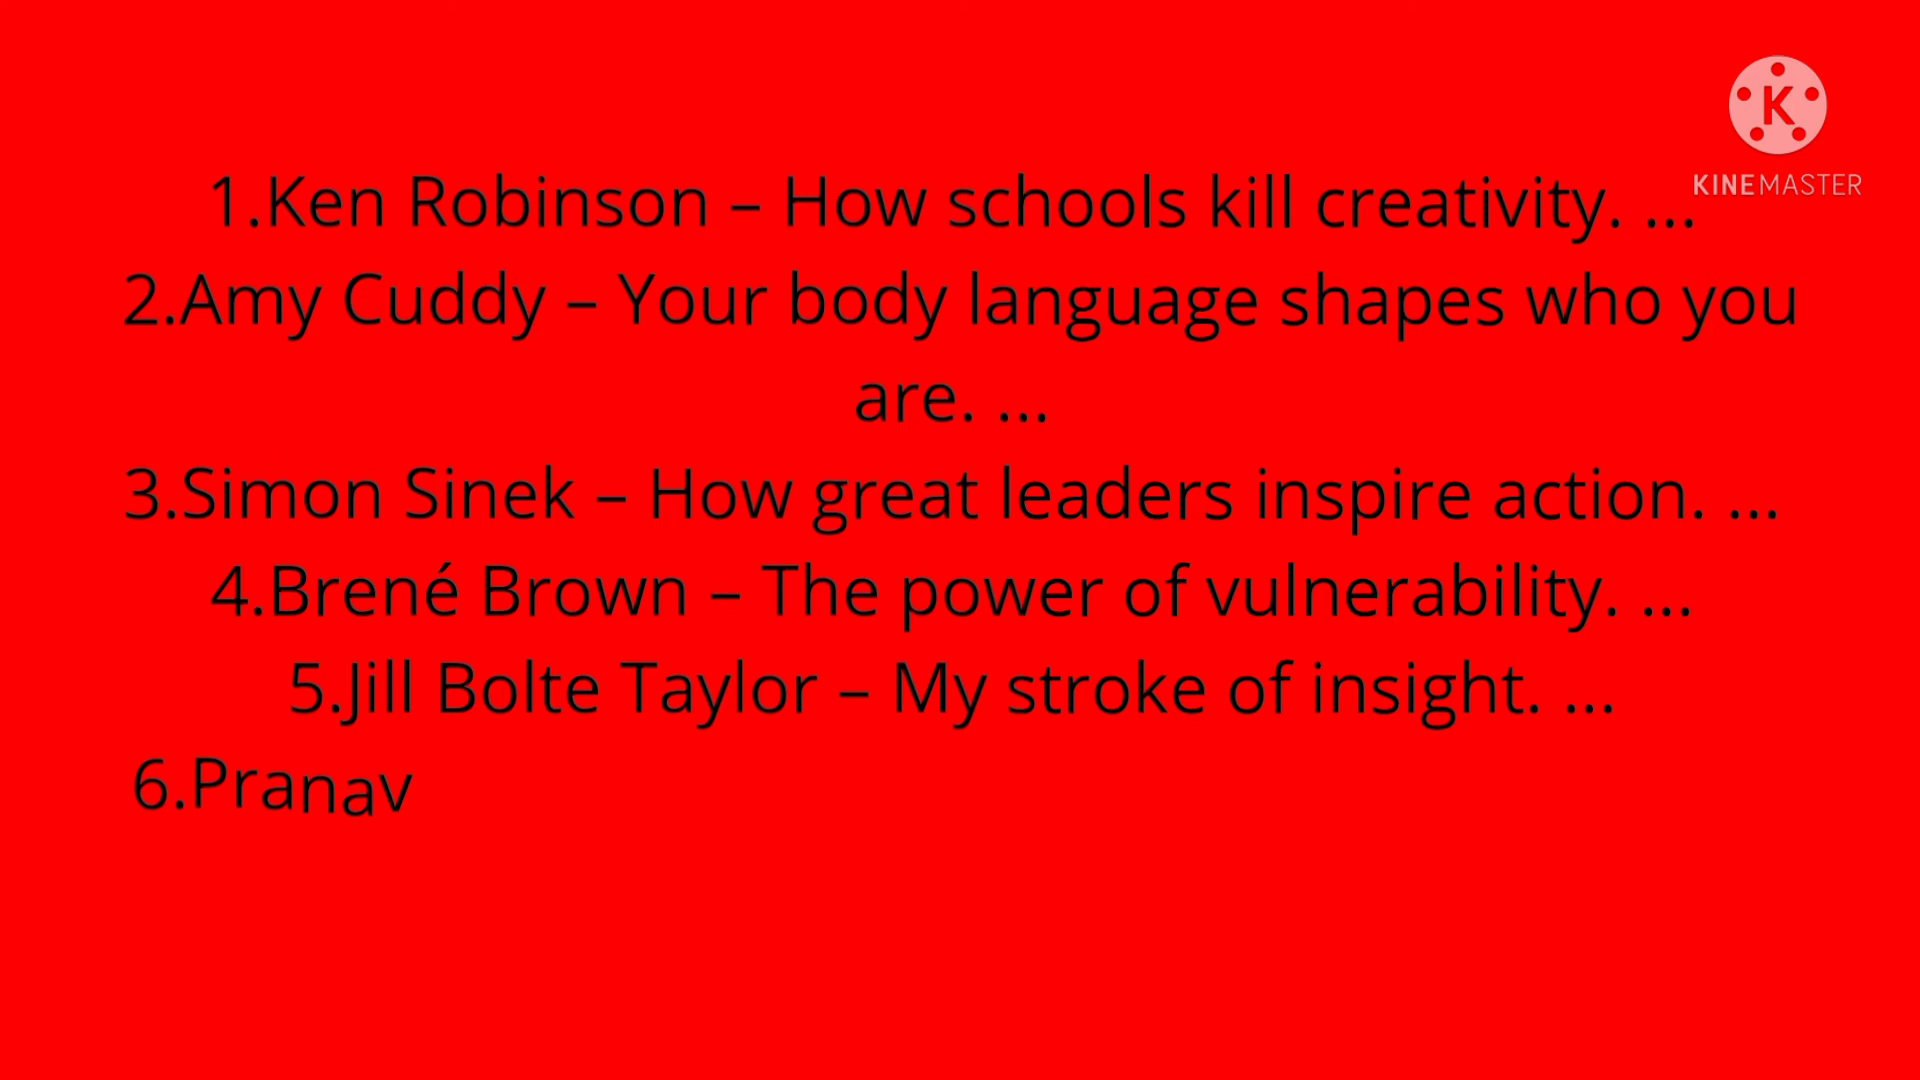 K
KINEMASTER
1.Ken Robinson – How schools kill creativity. ...
2.Amy Cuddy – Your body language shapes who you
are. ...
3.Simon Sinek – How great leaders inspire action. ...
4.Brené Brown – The power of vulnerability. ...
5.Jill Bolte Taylor – My stroke of insight. ...
6.Pranav